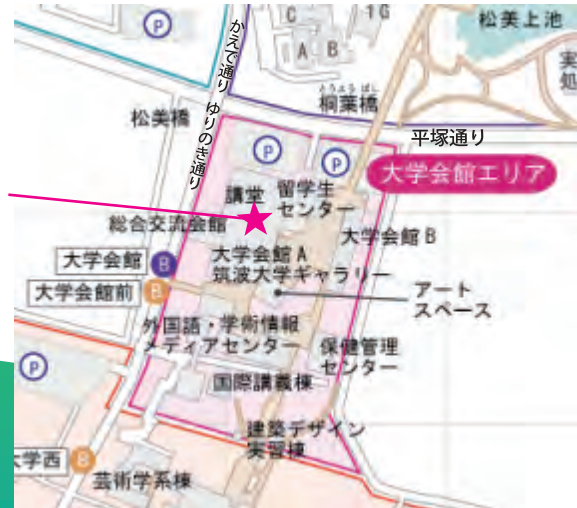 C
1G
A
B
P
松美上池
実
処
かえで通り
ゆりのき通り
とうようばし
桐葉橋
松美橋
平塚通り
P
P
大学会館エリア
講堂
留学生
センター
総合交流会館
大学会館 B
大学会館
B
大学会館 A
筑波大学ギャラリー
大学会館前
B
アート
スペース
外国語・学術情報
メディアセンター
保健管理
センター
P
国際講義棟
建築デザイン
実習棟
大学西
B
芸術学系棟